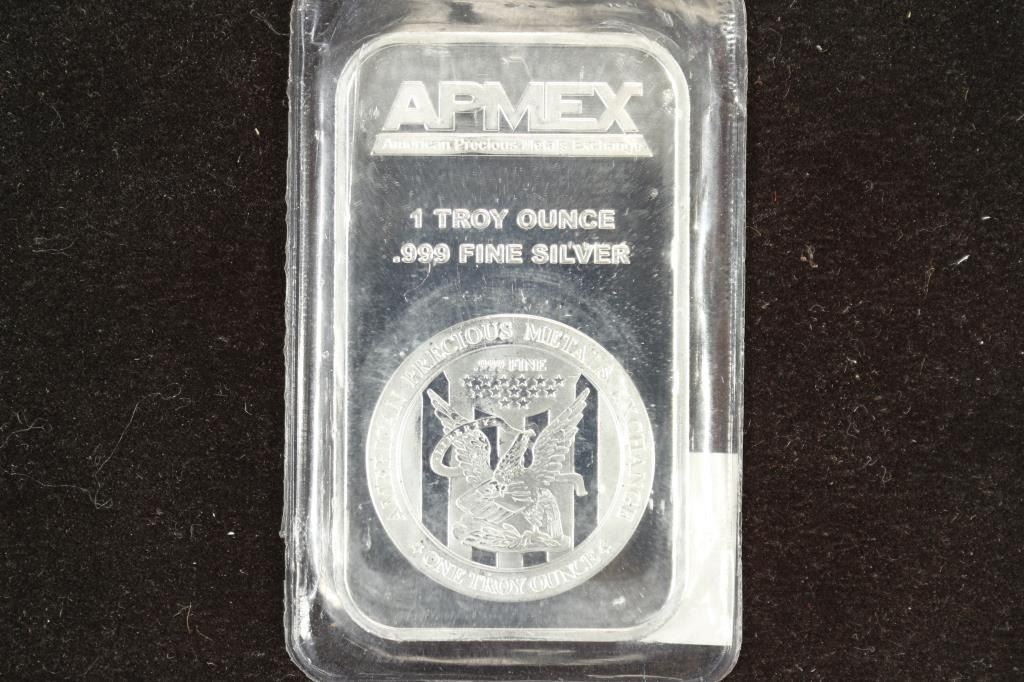 APMEX
American Precious Metals Exchange
1 TROY OUNCE
.999 FINE SILVER
AMERICAN PRECIOUS METALS EXCHANGE
.999 FINE
LIBERTY
ONE TROY OUNCE